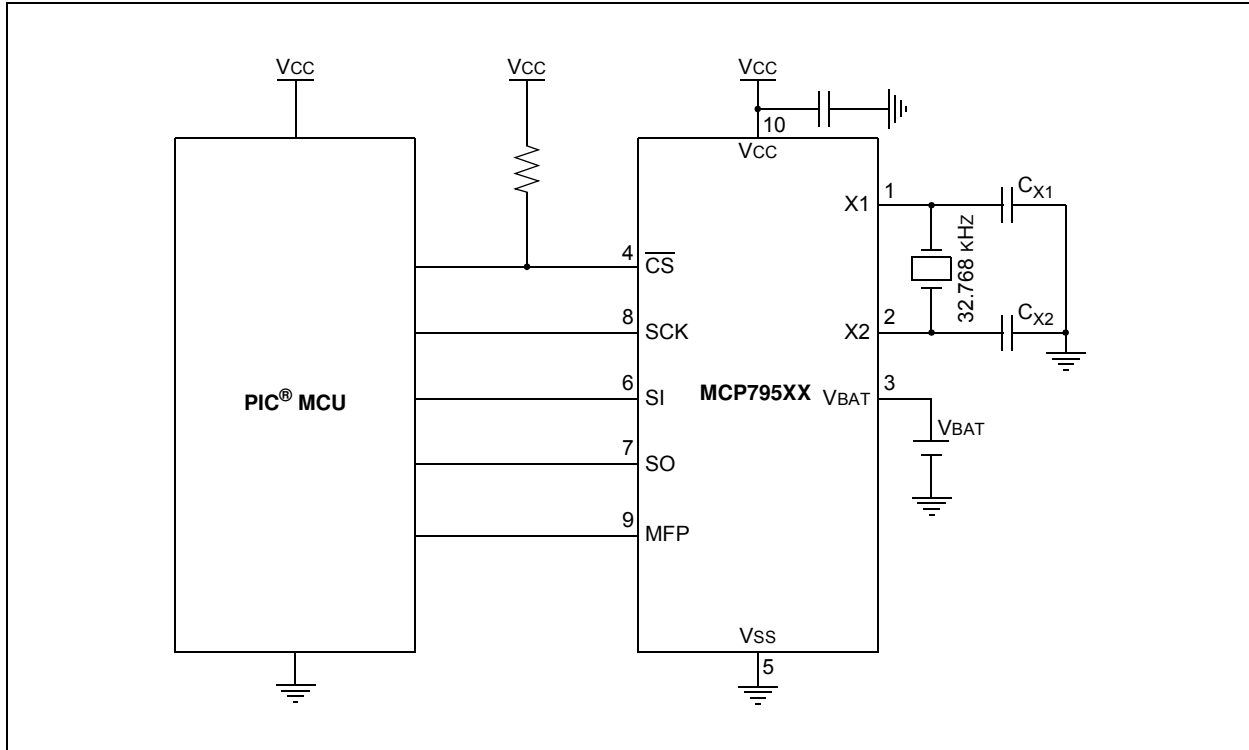 VCC
VCC
VCC
10
VCC
1
X1
CX1
32.768 KHZ
4
CS
8
SCK
2
X2
CX2
PIC® MCU
6
SI
MCP795XX
3
VBAT
VBAT
7
SO
9
MFP
VSS
5